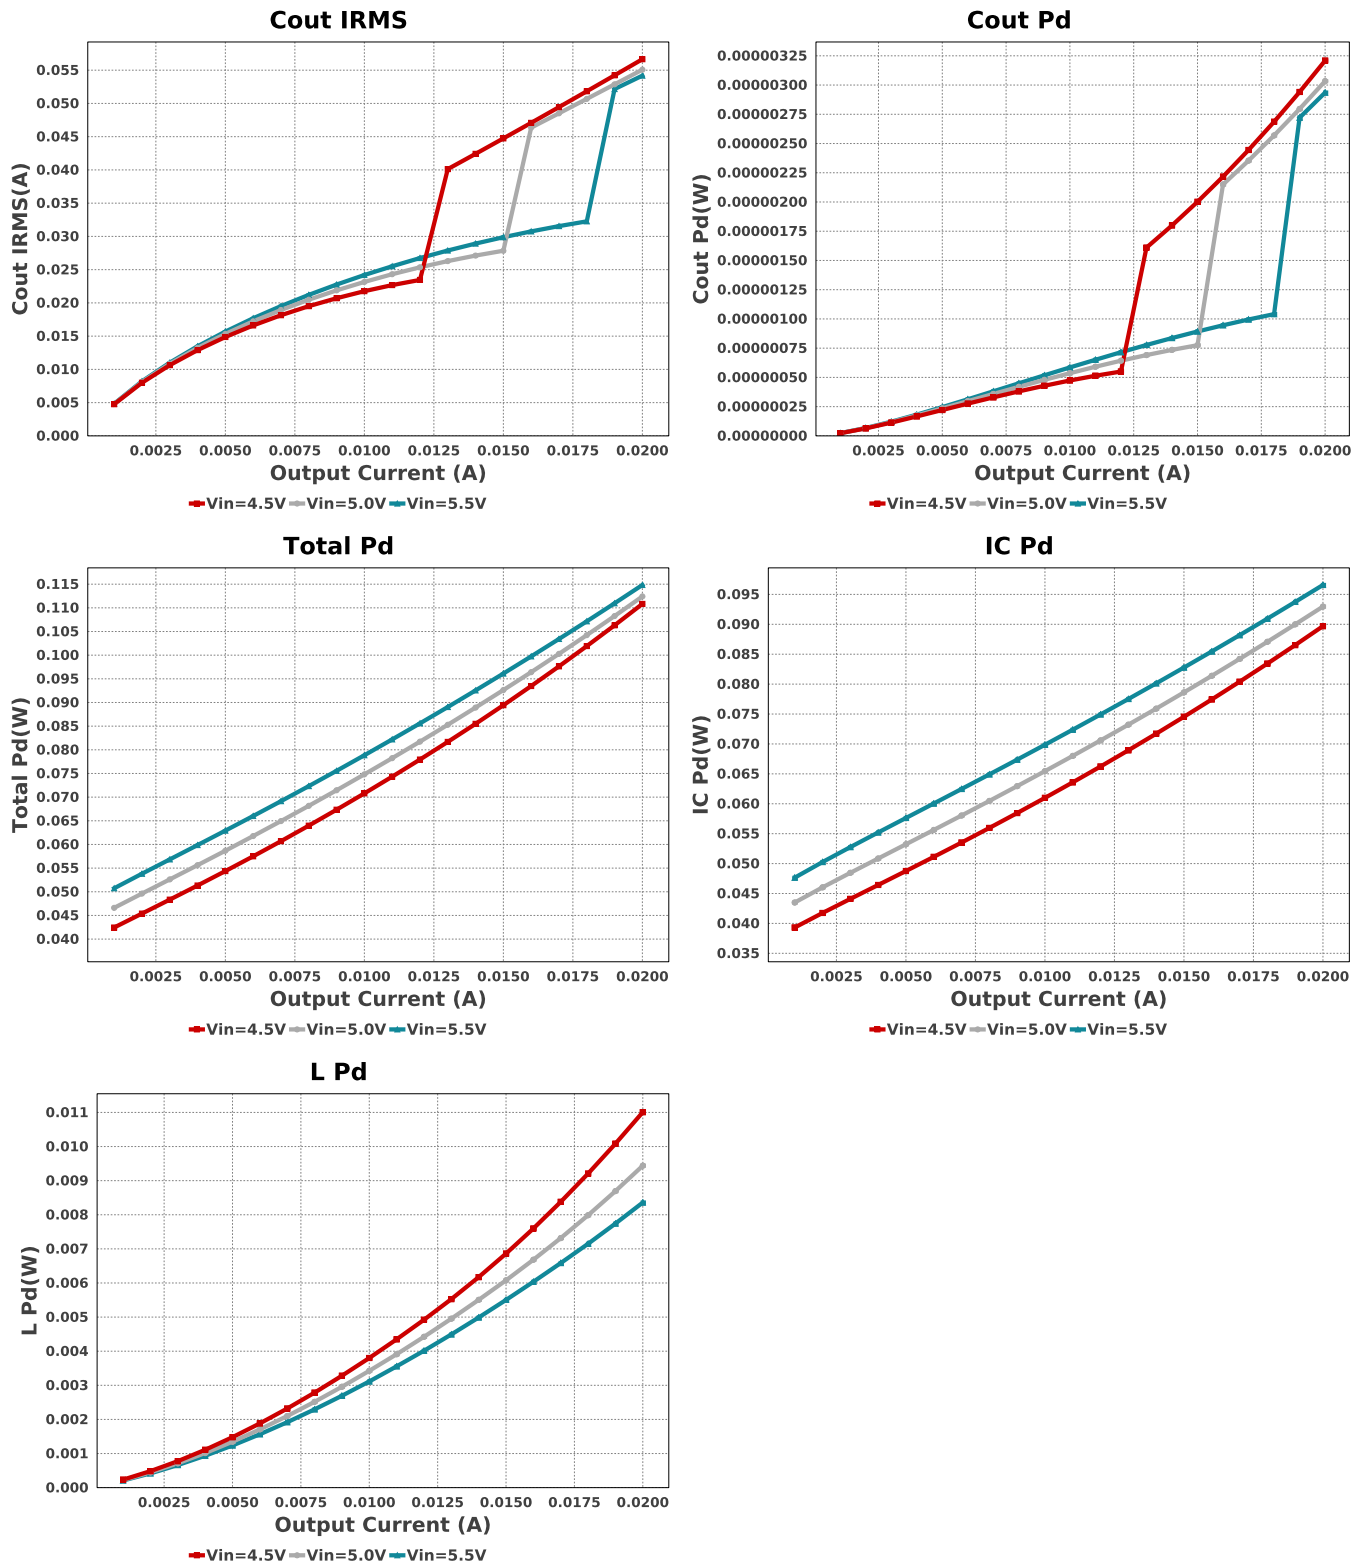 Cout IRMS
Cout IRMS(A)
0.055
0.050
0.045
0.040
0.035
0.030
0.025
0.020
0.015
0.010
0.005
0.000
0.0025 0.0050 0.0075 0.0100 0.0125 0.0150 0.0175 0.0200
Output Current (A)
Vin=4.5V Vin=5.0V Vin=5.5V
Cout Pd
Cout Pd(W)
0.00000325
0.00000300
0.00000275
0.00000250
0.00000225
0.00000200
0.00000175
0.00000150
0.00000125
0.00000100
0.00000075
0.00000050
0.00000025
0.00000000
0.0025 0.0050 0.0075 0.0100 0.0125 0.0150 0.0175 0.0200
Output Current (A)
Vin=4.5V Vin=5.0V Vin=5.5V
Total Pd
Total Pd(W)
0.115
0.110
0.105
0.100
0.095
0.090
0.085
0.080
0.075
0.070
0.065
0.060
0.055
0.050
0.045
0.040
0.0025 0.0050 0.0075 0.0100 0.0125 0.0150 0.0175 0.0200
Output Current (A)
Vin=4.5V Vin=5.0V Vin=5.5V
IC Pd
IC Pd(W)
0.095
0.090
0.085
0.080
0.075
0.070
0.065
0.060
0.055
0.050
0.045
0.040
0.035
0.0025 0.0050 0.0075 0.0100 0.0125 0.0150 0.0175 0.0200
Output Current (A)
Vin=4.5V Vin=5.0V Vin=5.5V
L Pd
L Pd(W)
0.011
0.010
0.009
0.008
0.007
0.006
0.005
0.004
0.003
0.002
0.001
0.000
0.0025 0.0050 0.0075 0.0100 0.0125 0.0150 0.0175 0.0200
Output Current (A)
Vin=4.5V Vin=5.0V Vin=5.5V